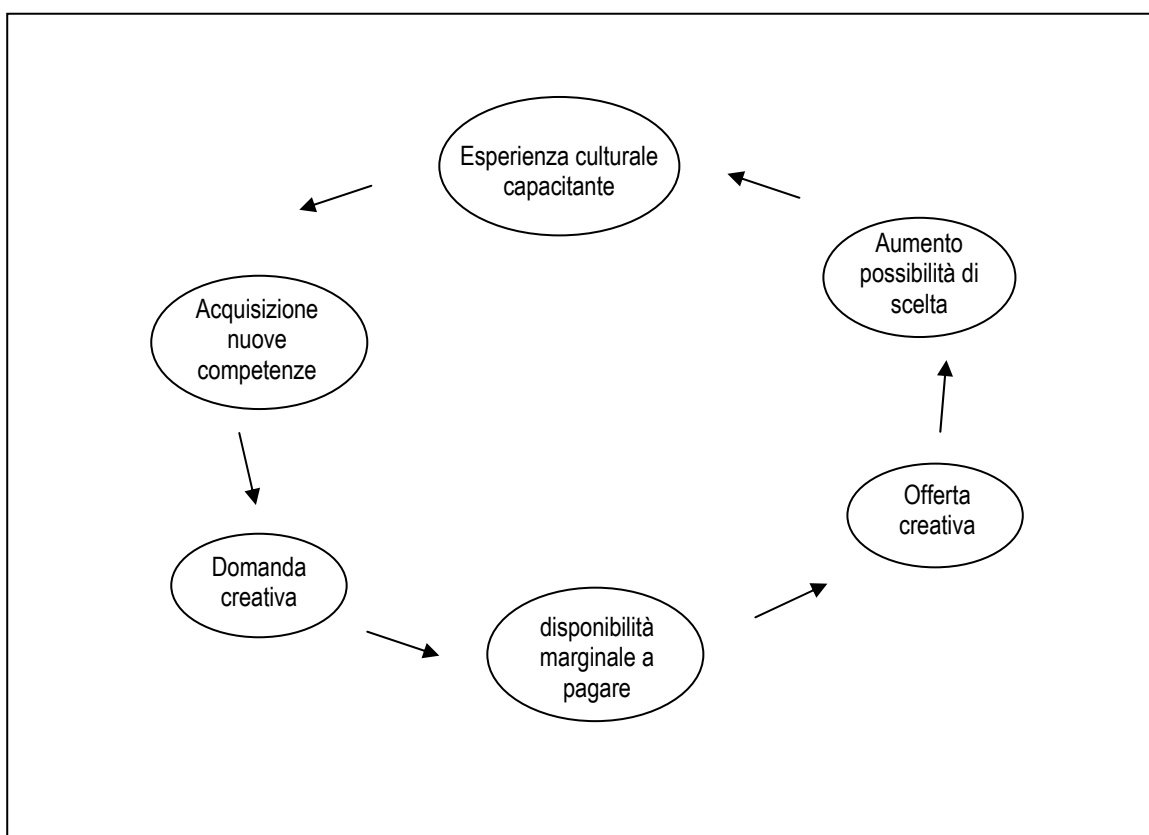 Esperienza culturale
capacitante
Aumento
possibilità di
scelta
Acquisizione
nuove
competenze
Offerta
creativa
Domanda
creativa
disponibilità
marginale a
pagare